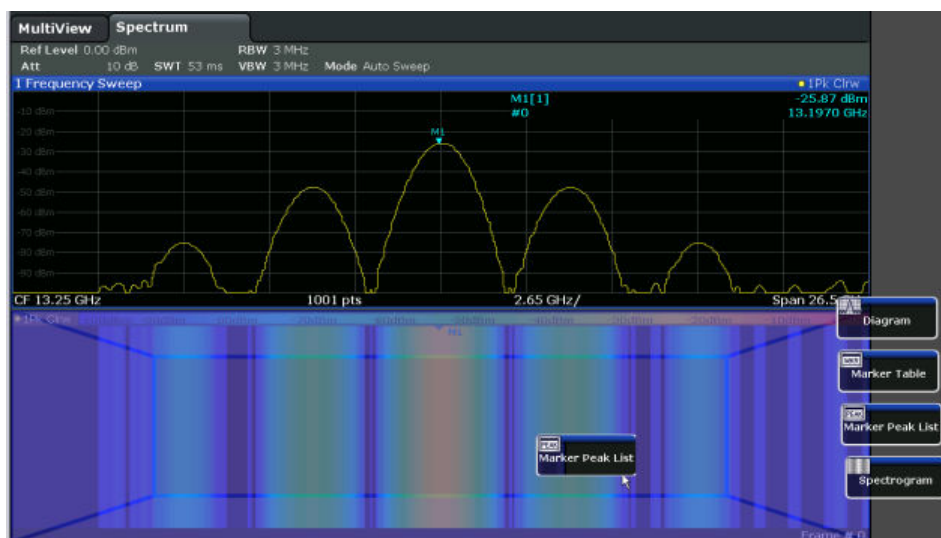 MultiView Spectrum
Ref Level 0.00 dBm RBW 3 MHz
Att 10 dB SWT 53 ms VBW 3 MHz Mode Auto Sweep
1 Frequency Sweep 1Pk Clrw
M1[1] -25.87 dBm
#0 13.1970 GHz
-10 dBm
-20 dBm
M1
-30 dBm
-40 dBm
-50 dBm
-60 dBm
-70 dBm
-80 dBm
-90 dBm
CF 13.25 GHz 1001 pts 2.65 GHz/ Span 26.5
1Pk Clrw
M1
Diagram
Marker Table
Marker Peak List
Marker Peak List
Spectrogram
Frame # 0